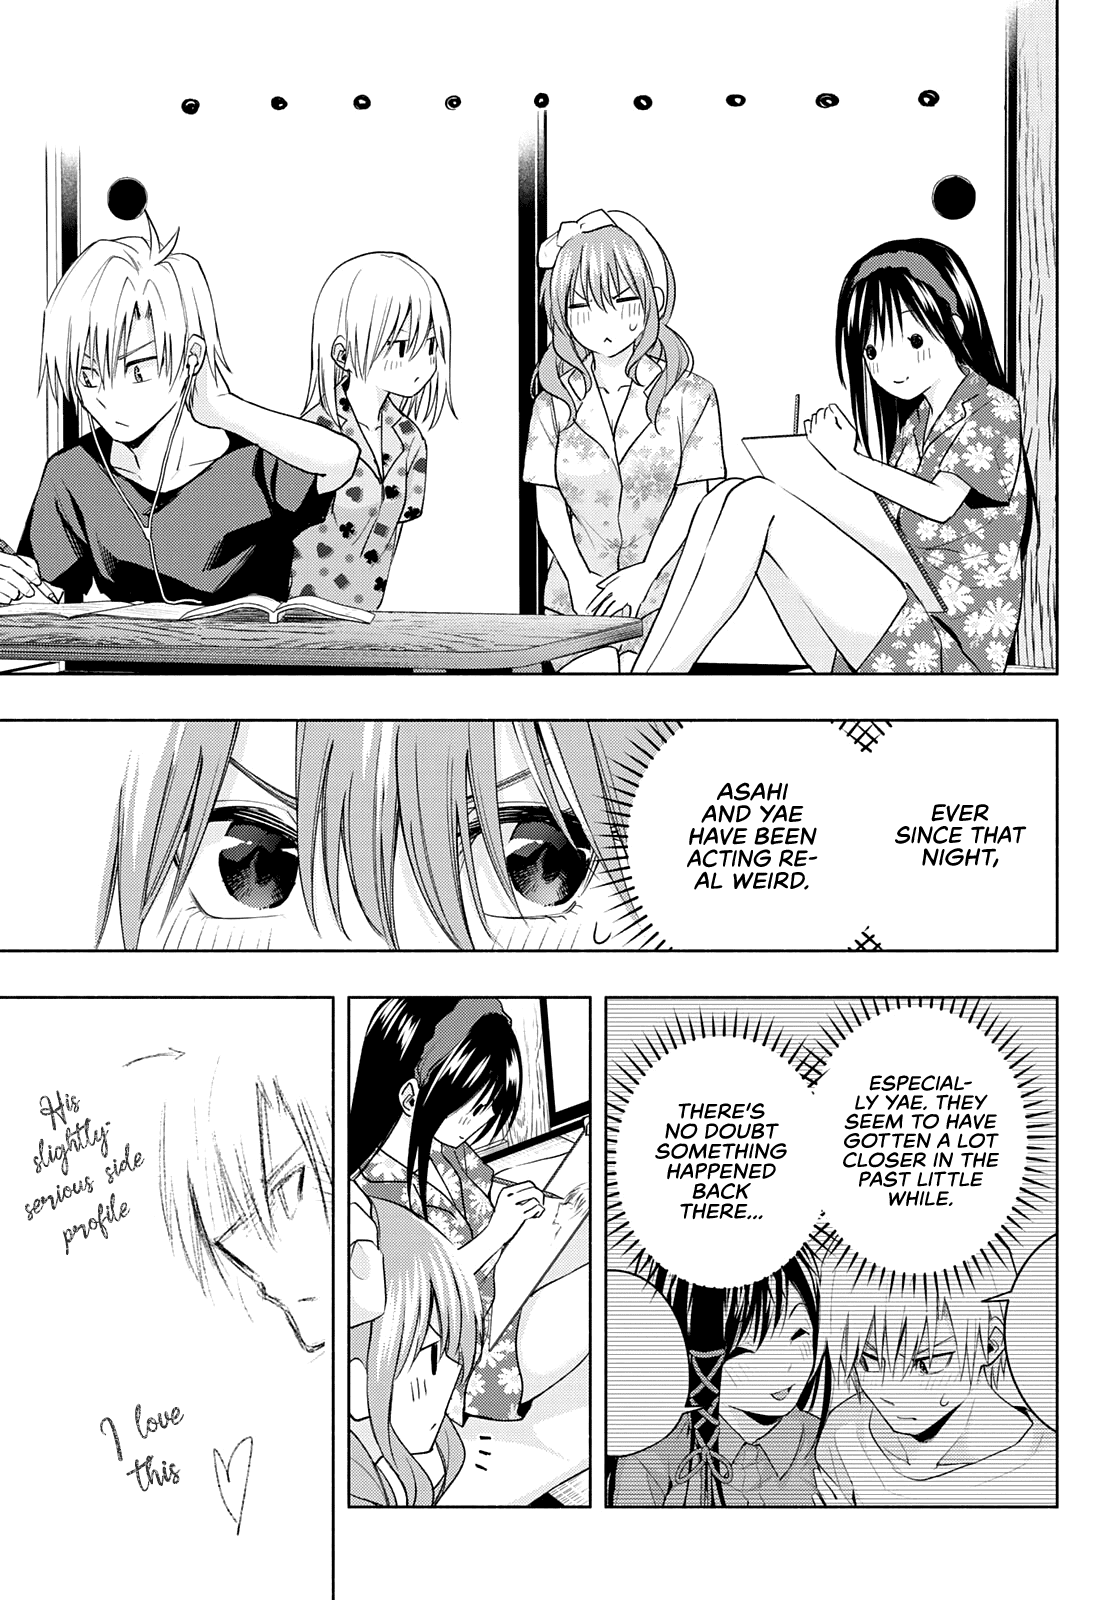 EVER
SINCE THAT
NIGHT,
ASAHI
AND YAE
HAVE BEEN
ACTING RE-
AL WEIRD.
ESPECIAL-
LY YAE. THEY
SEEM TO HAVE
GOTTEN A LOT
CLOSER IN THE
PAST LITTLE
WHILE.
THERE'S
NO DOUBT
SOMETHING
HAPPENED
BACK
THERE...
His
slightly-
serious side
profile
I love
this